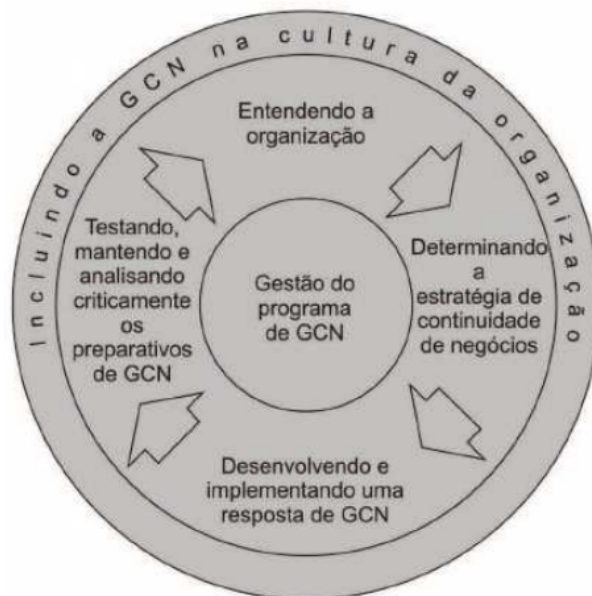 Incluindo a GCN na cultura da organização
Entendendo a
organização
Testando,
mantendo e
analisando
criticamente
os
preparativos
de GCN
Gestão do
programa
de GCN
Determinando
a
estratégia de
continuidade
de negócios
Desenvolvendo e
implementando uma
resposta de GCN